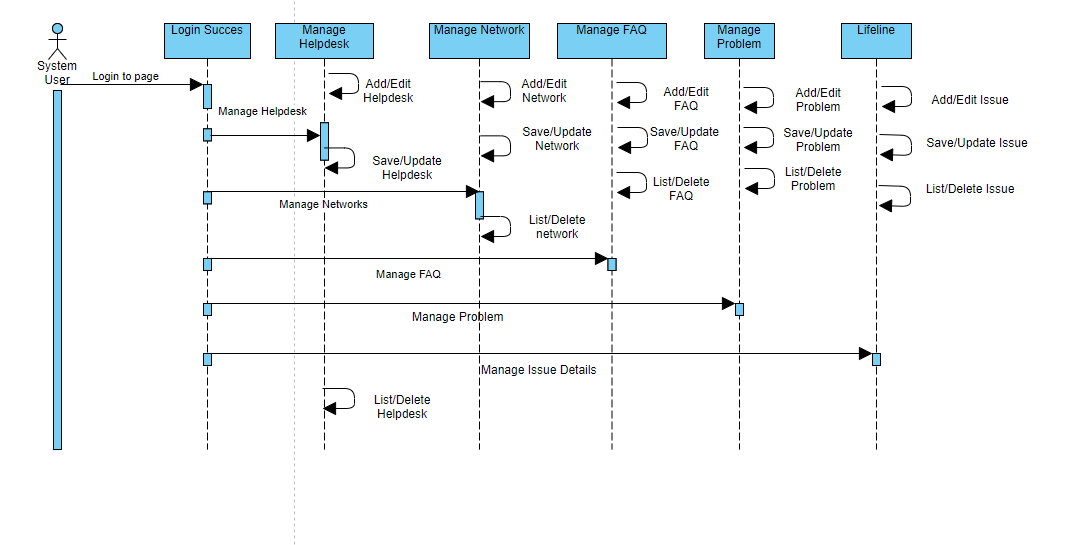 Login Succes
Manage
Helpdesk
Manage Network
Manage FAQ
Manage
Problem
Lifeline
System
User
Login to page
Add/Edit
Helpdesk
Add/Edit
Network
Add/Edit
FAQ
Add/Edit
Problem
Add/Edit Issue
Manage Helpdesk
Save/Update
Helpdesk
Save/Update
Network
Save/Update
FAQ
Save/Update
Problem
Save/Update Issue
List/Delete
FAQ
List/Delete
Problem
List/Delete Issue
Manage Networks
List/Delete
network
Manage FAQ
Manage Problem
Manage Issue Details
List/Delete
Helpdesk